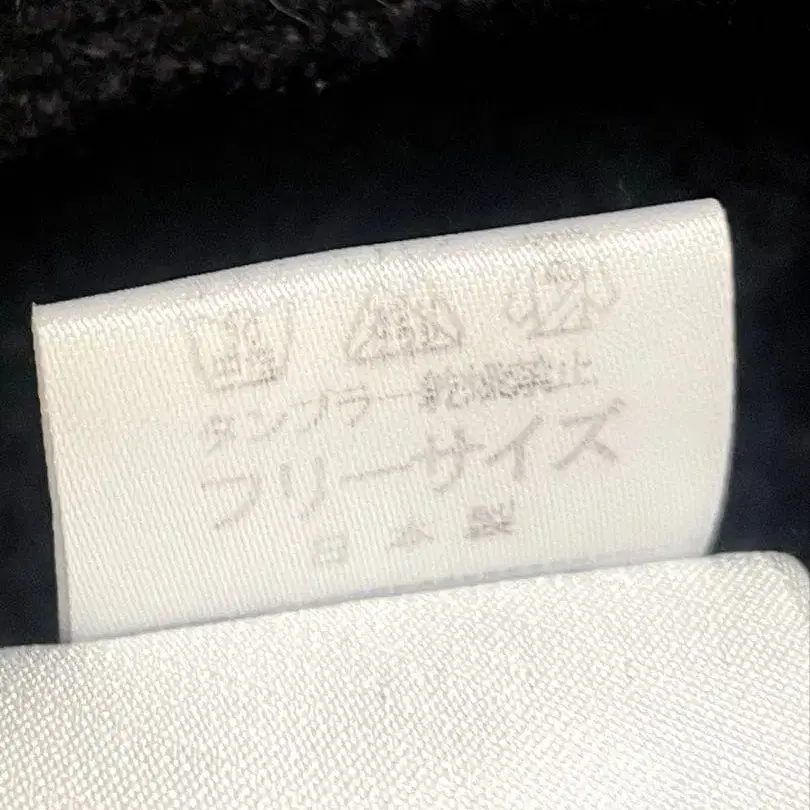 タンブラー乾燥禁止
フリーサイズ
日本製